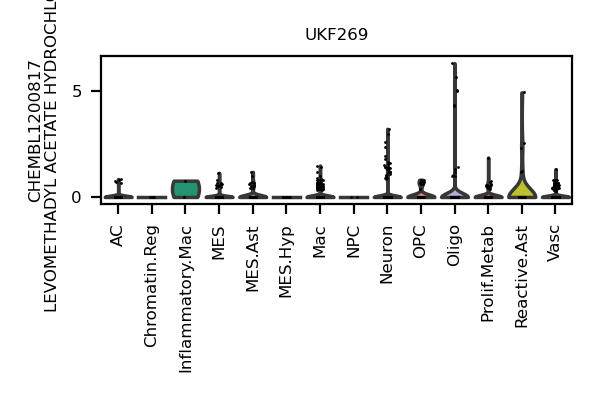 UKF269
CHEMBL1200817
LEVOMETHADYL ACETATE HYDROCHLO
5
0
AC
Chromatin.Reg
Inflammatory.Mac
MES
MES.Ast
MES.Hyp
Mac
NPC
Neuron
OPC
Oligo
Prolif.Metab
Reactive.Ast
Vasc